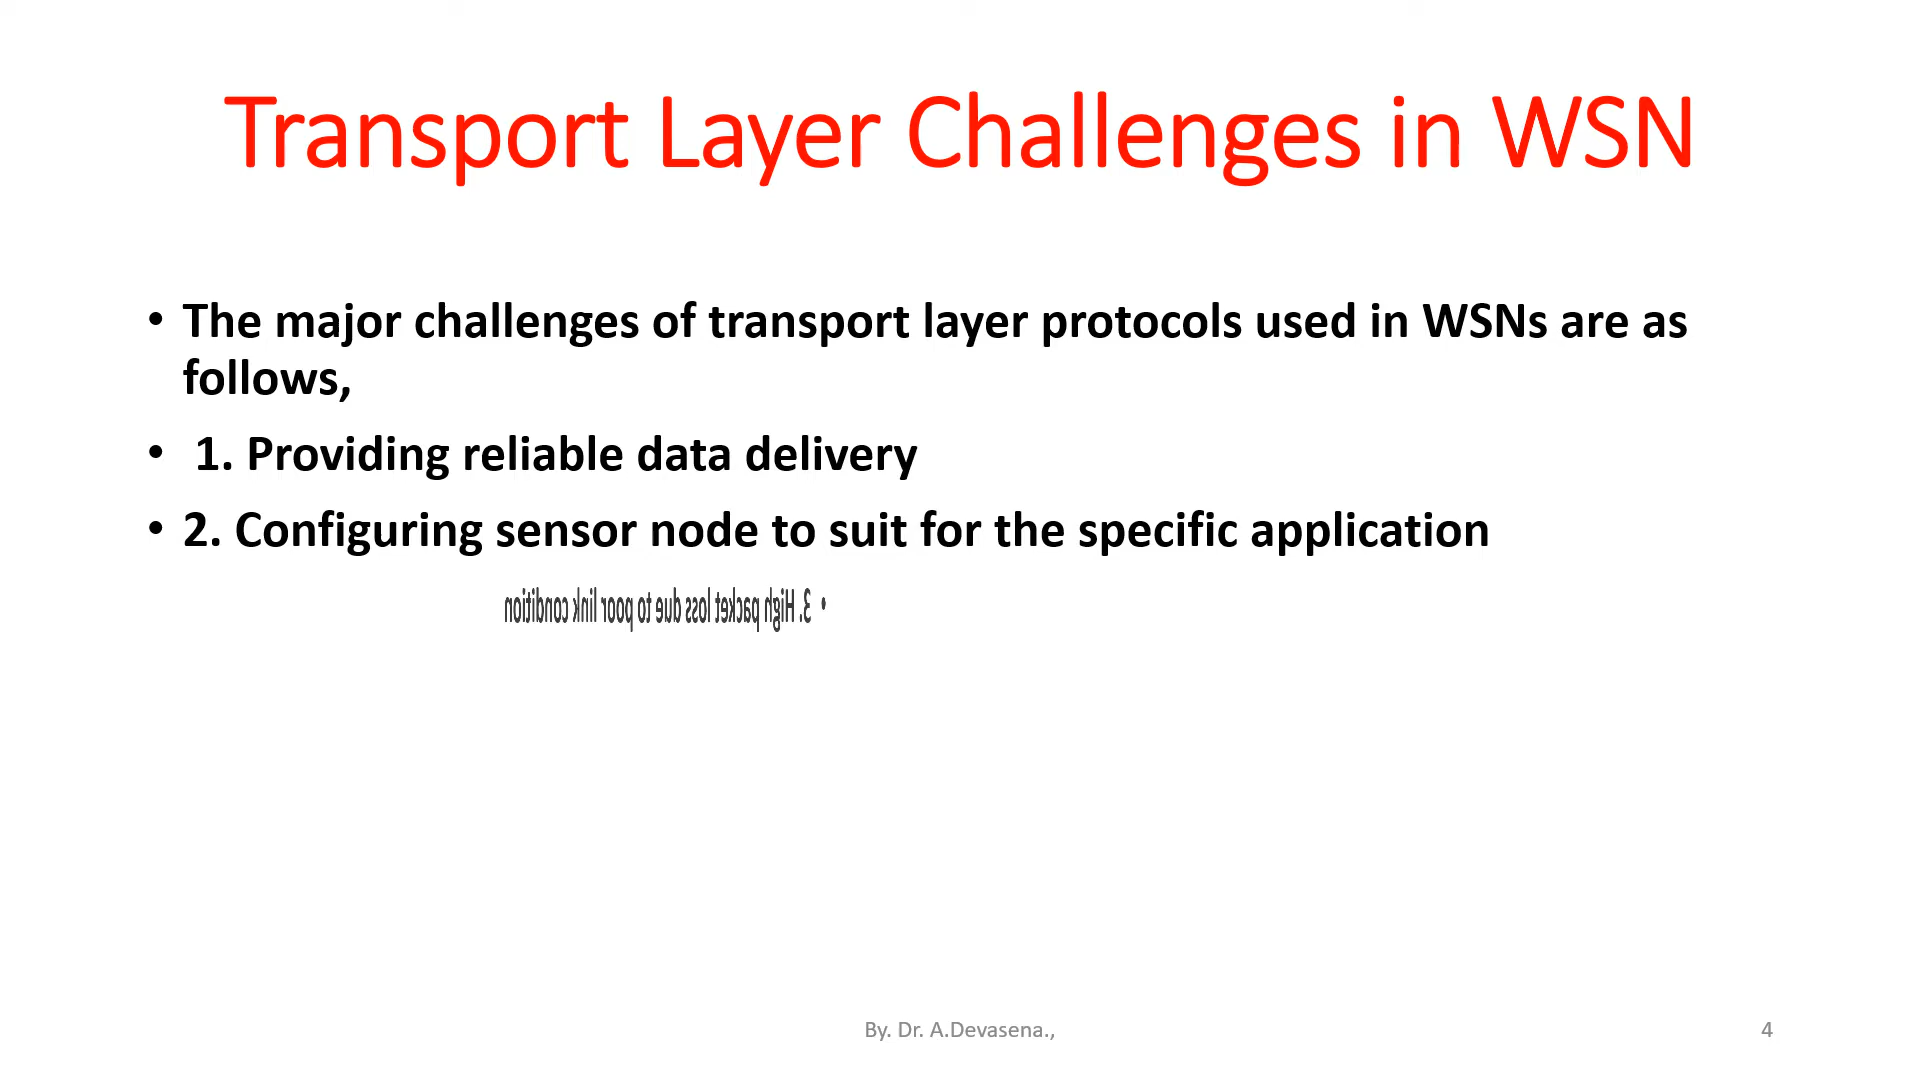 Transport Layer Challenges in WSN
• The major challenges of transport layer protocols used in WSNs are as
follows,
• 1. Providing reliable data delivery
• 2. Configuring sensor node to suit for the specific application
• 3. High packet loss due to poor link condition
By. Dr. A.Devasena.,
4